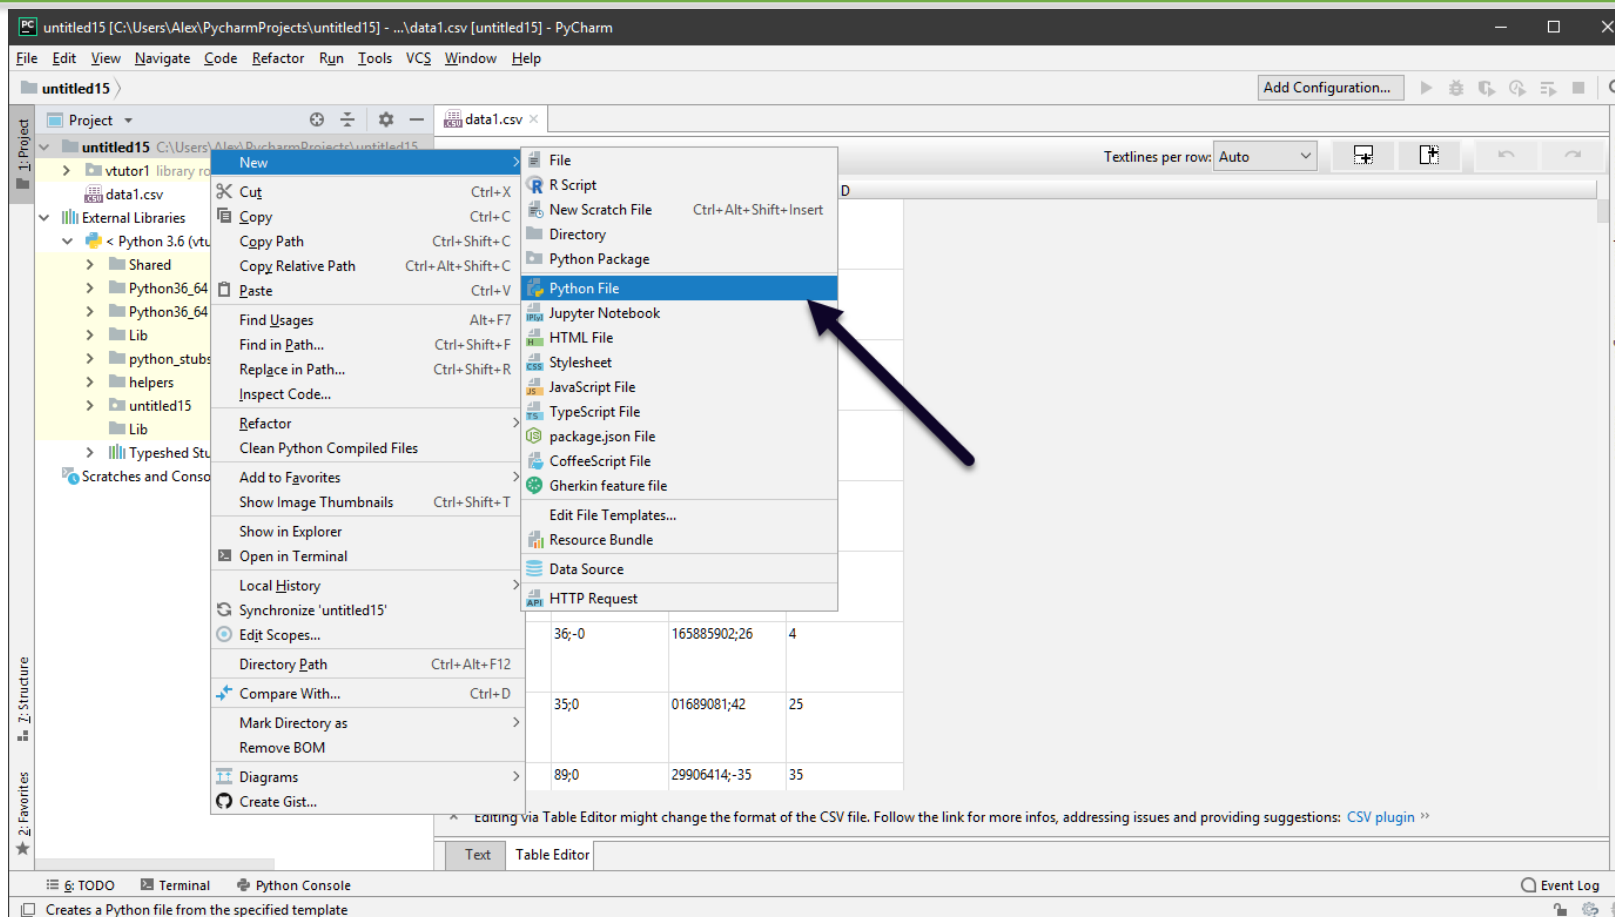 PC untitled15 [C:\Users\Alex\PycharmProjects\untitled15] - ...\data1.csv [untitled15] - PyCharm
File Edit View Navigate Code Refactor Run Tools VCS Window Help
untitled15
Add Configuration...
1: Project
Project
data1.csv
untitled15 C:\Users\Alex\PycharmProjects\untitled15
vtutor1 library ro
data1.csv
External Libraries
< Python 3.6 (vtu
Shared
Python36_64
Python36_64
Lib
python_stubs
helpers
untitled15
Lib
Typeshed Stu
Scratches and Conso
New
Cut Ctrl+X
Copy Ctrl+C
Copy Path Ctrl+Shift+C
Copy Relative Path Ctrl+Alt+Shift+C
Paste Ctrl+V
Find Usages Alt+F7
Find in Path... Ctrl+Shift+F
Replace in Path... Ctrl+Shift+R
Inspect Code...
Refactor
Clean Python Compiled Files
Add to Favorites
Show Image Thumbnails Ctrl+Shift+T
Show in Explorer
Open in Terminal
Local History
Synchronize 'untitled15'
Edit Scopes...
Directory Path Ctrl+Alt+F12
Compare With... Ctrl+D
Mark Directory as
Remove BOM
Diagrams
Create Gist...
File
R Script
New Scratch File Ctrl+Alt+Shift+Insert
Directory
Python Package
Python File
Jupyter Notebook
HTML File
CSS Stylesheet
JS JavaScript File
TS TypeScript File
package.json File
CoffeeScript File
Gherkin feature file
Edit File Templates...
Resource Bundle
Data Source
API HTTP Request
Textlines per row: Auto
D
36;-0 165885902;26 4
35;0 01689081;42 25
89;0 29906414;-35 35
Editing via Table Editor might change the format of the CSV file. Follow the link for more infos, addressing issues and providing suggestions: CSV plugin
Text Table Editor
Z: Structure
2: Favorites
6: TODO Terminal Python Console
Event Log
Creates a Python file from the specified template